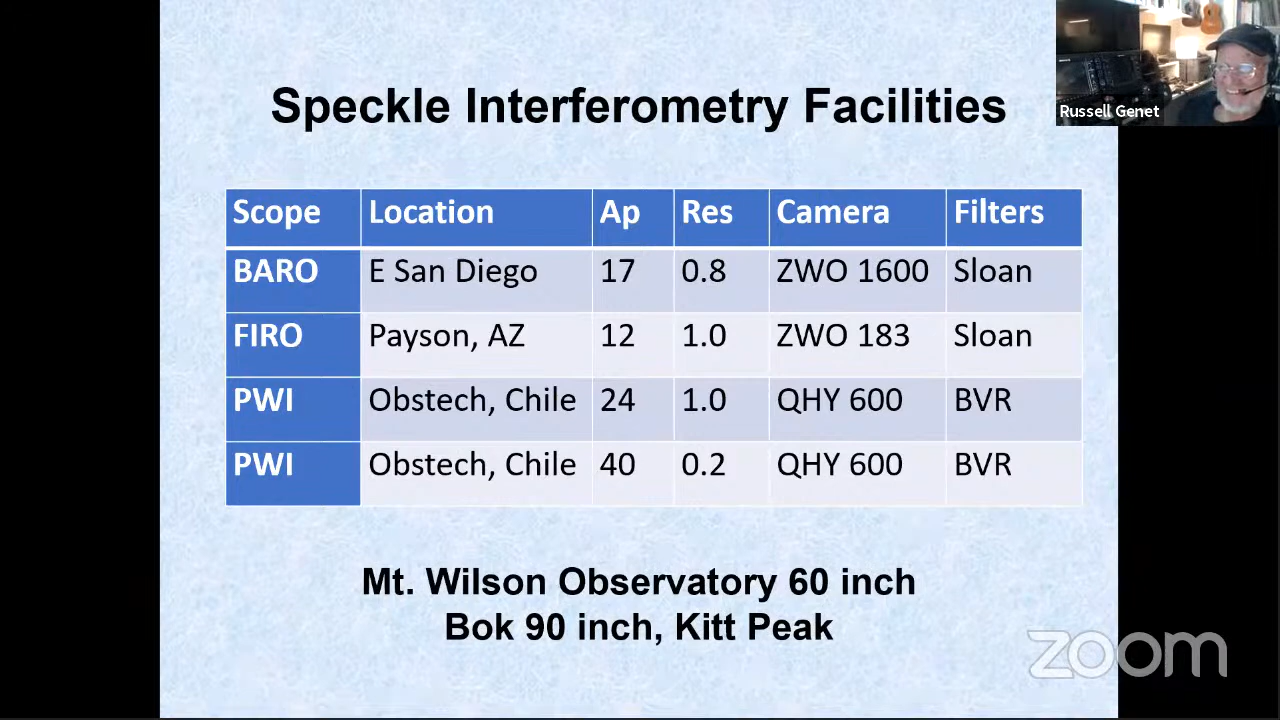 Speckle Interferometry Facilities
Russell Genet
Scope Location Ap Res Camera Filters
BARO E San Diego 17 0.8 ZWO 1600 Sloan
FIRO Payson, AZ 12 1.0 ZWO 183 Sloan
PWI Obstech, Chile 24 1.0 QHY 600 BVR
PWI Obstech, Chile 40 0.2 QHY 600 BVR
Mt. Wilson Observatory 60 inch
Bok 90 inch, Kitt Peak
zoom